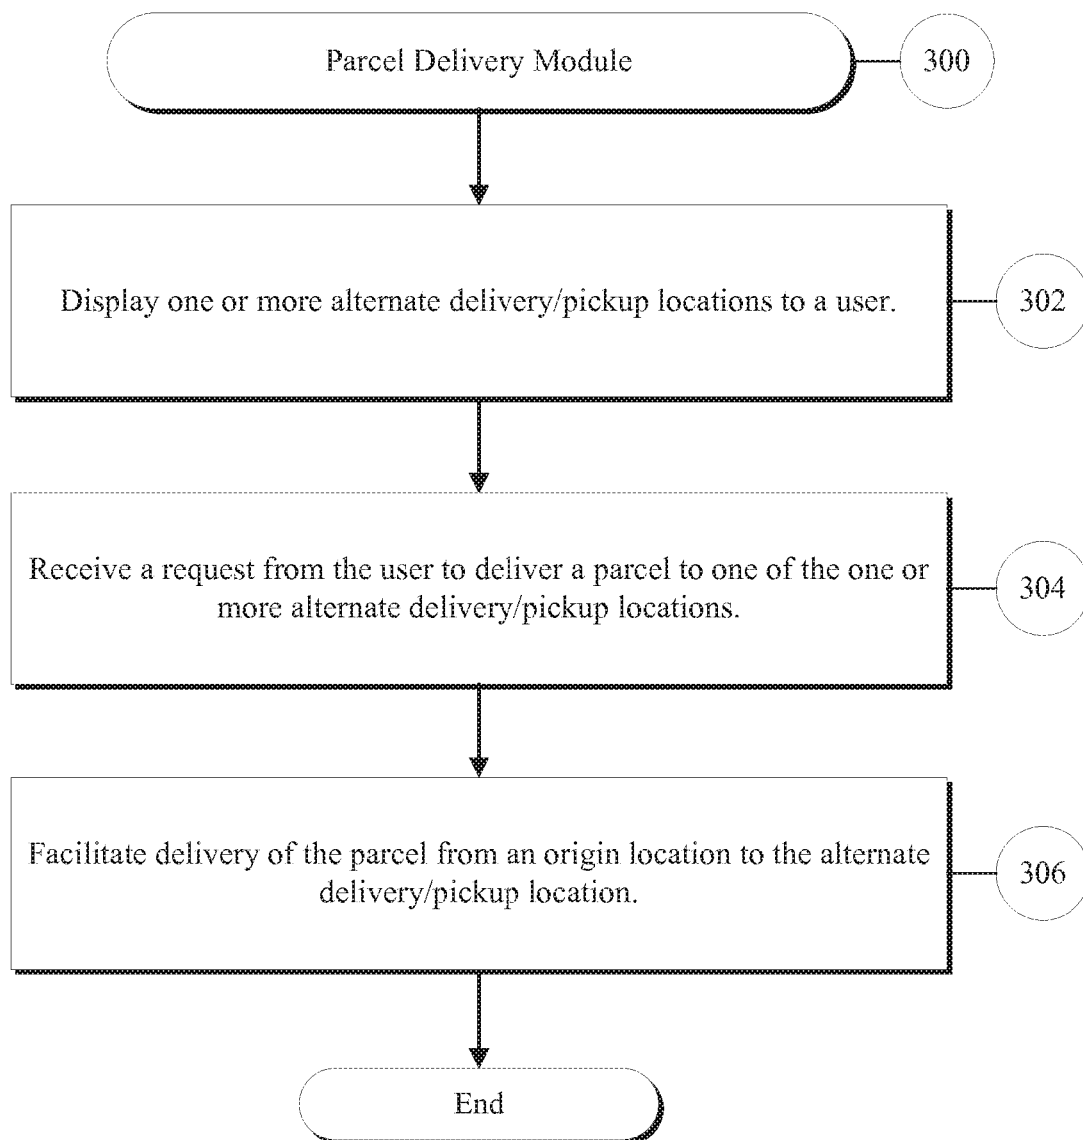 Parcel Delivery Module
300
Display one or more alternate delivery/pickup locations to a user.
302
Receive a request from the user to deliver a parcel to one of the one or
more alternate delivery/pickup locations.
304
Facilitate delivery of the parcel from an origin location to the alternate
delivery/pickup location.
306
End